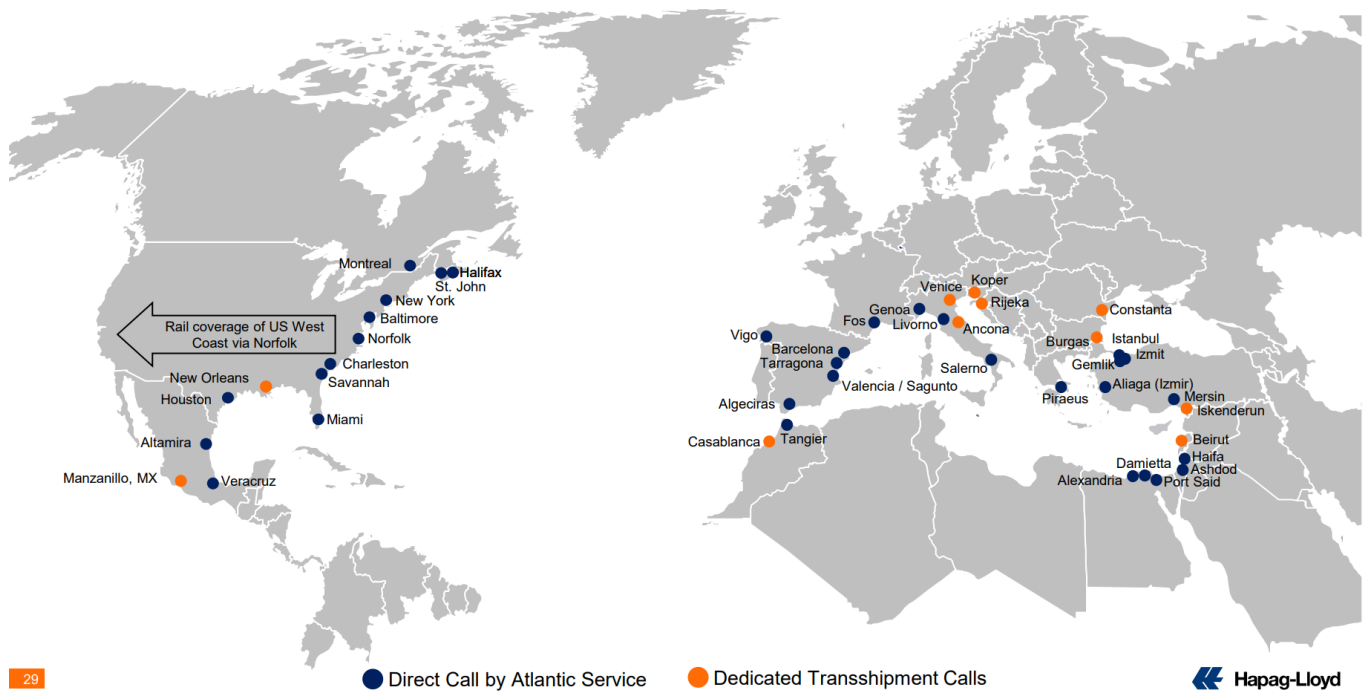 Montreal
Halifax
St. John
New York
Baltimore
Rail coverage of US West
Coast via Norfolk
Norfolk
Charleston
Savannah
New Orleans
Houston
Miami
Altamira
Manzanillo, MX
Veracruz
Koper
Venice
Rijeka
Genoa
Constanta
Fos
Livorno
Ancona
Vigo
Burgas
Istanbul
Izmit
Barcelona
Gemlik
Tarragona
Salerno
Valencia / Sagunto
Aliaga (Izmir)
Piraeus
Mersin
Algeciras
Iskenderun
Casablanca
Tangier
Beirut
Haifa
Damietta
Ashdod
Alexandria
Port Said
29
Direct Call by Atlantic Service
Dedicated Transshipment Calls
Hapag-Lloyd